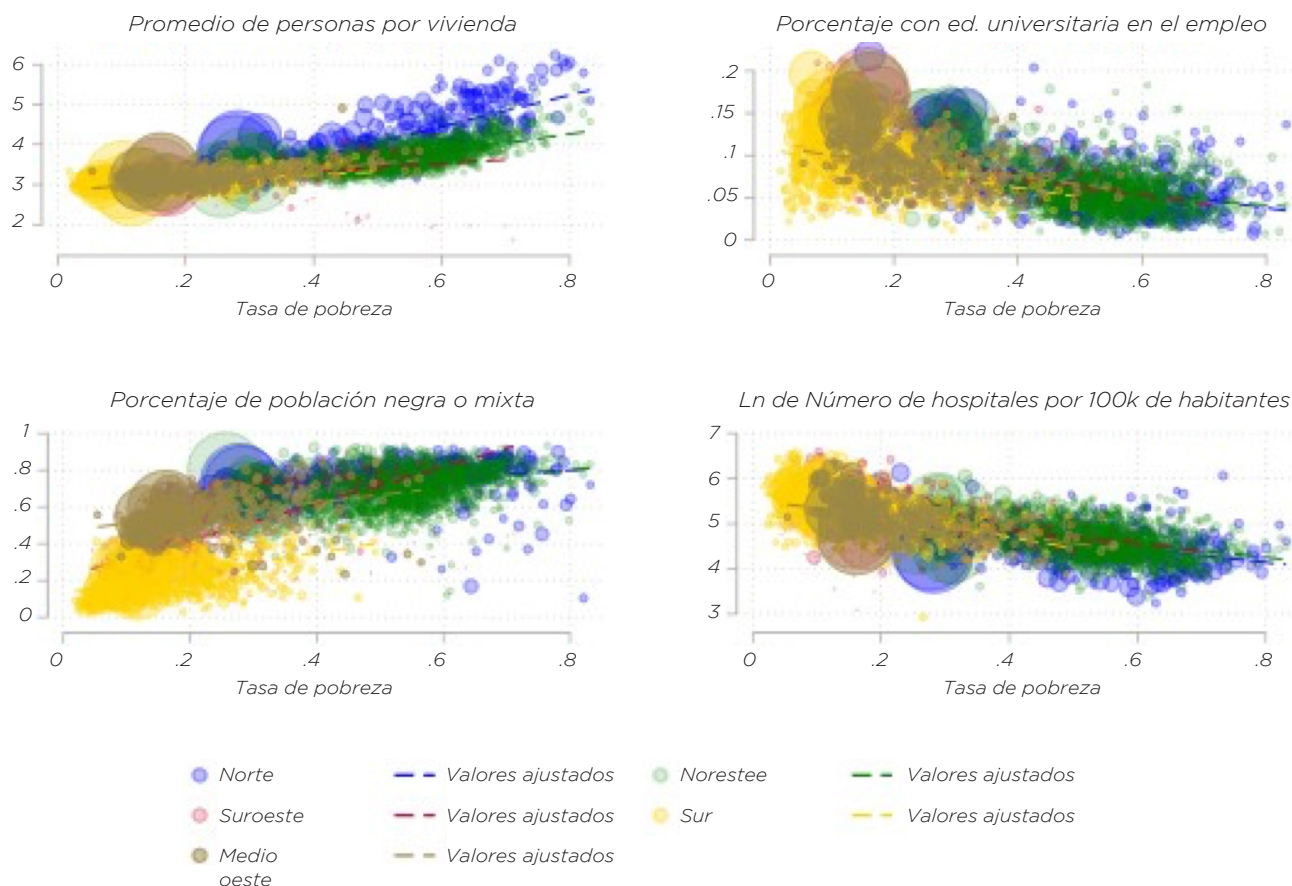 Promedio de personas por vivienda
6
5
4
3
2
0 .2 .4 .6 .8
Tasa de pobreza
Porcentaje con ed. universitaria en el empleo
.2
.15
.1
.05
0
0 .2 .4 .6 .8
Tasa de pobreza
Porcentaje de población negra o mixta
1
.8
.6
.4
.2
0
0 .2 .4 .6 .8
Tasa de pobreza
Ln de Número de hospitales por 100k de habitantes
7
6
5
4
3
0 .2 .4 .6 .8
Tasa de pobreza
Norte Valores ajustados Norestee Valores ajustados
Suroeste Valores ajustados Sur Valores ajustados
Medio Valores ajustados
oeste